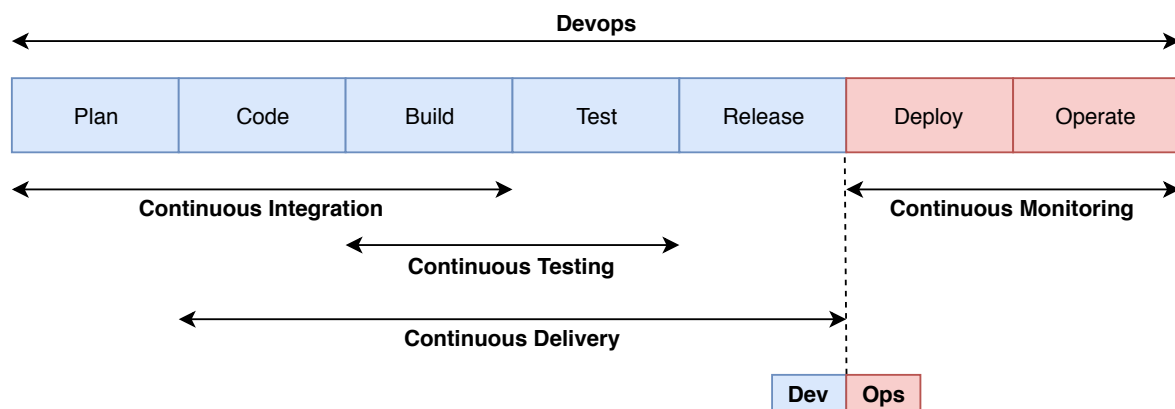 Devops
Plan Code Build Test Release Deploy Operate
Continuous Integration Continuous Monitoring
Continuous Testing
Continuous Delivery
Dev Ops